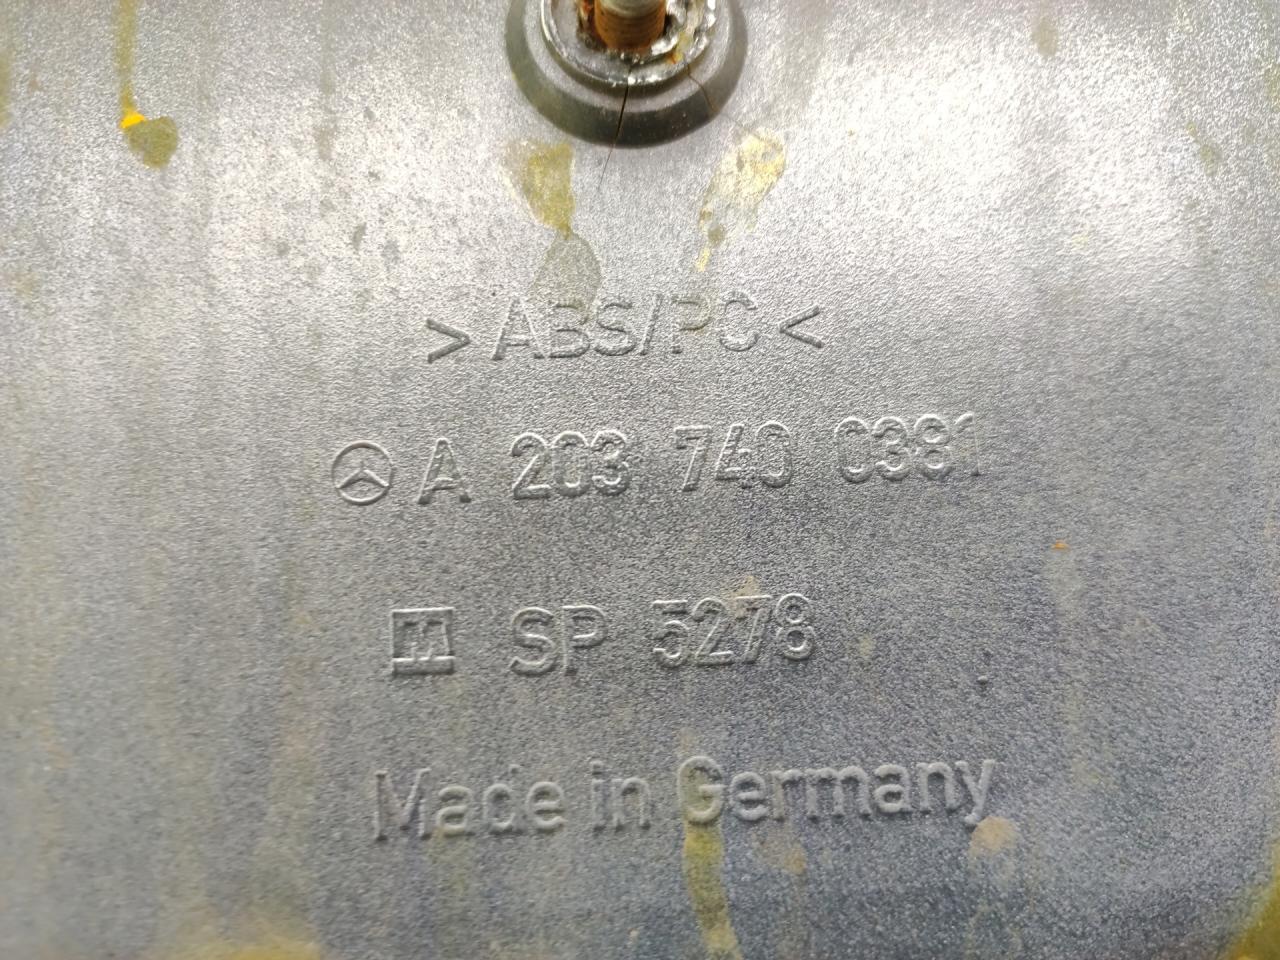 >ABS/PC<
A 203 740 0381
M SP 5278
Made in Germany